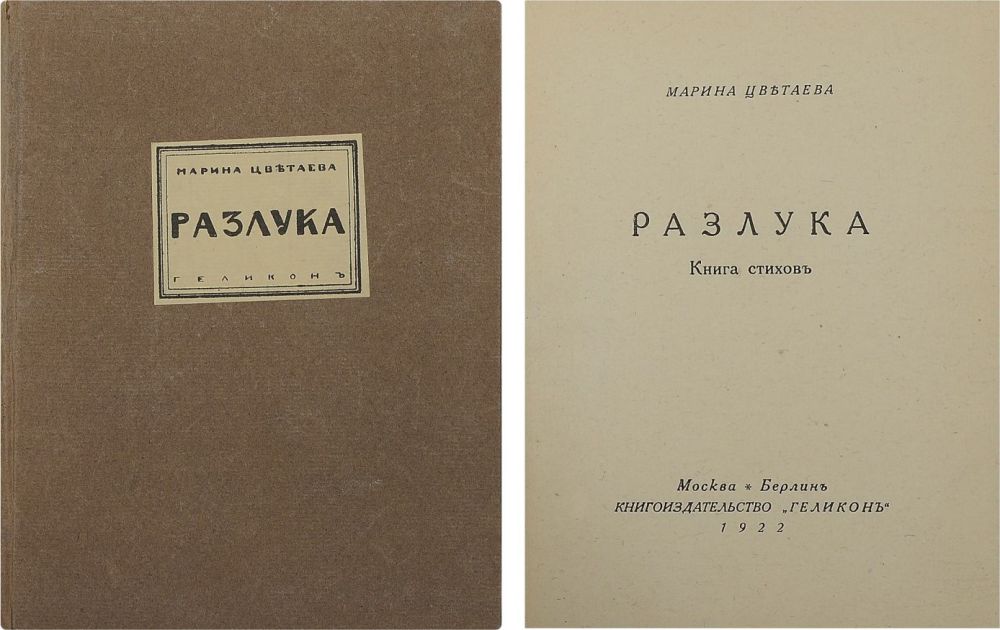 МАРИНА ЦВѢТАЕВА
РАЗЛУКА
ГЕЛИКОНЪ
МАРИНА ЦВѢТАЕВА
РАЗЛУКА
Книга стиховъ
Москва * Берлинъ
КНИГОИЗДАТЕЛЬСТВО „ГЕЛИКОНЪ“
1922